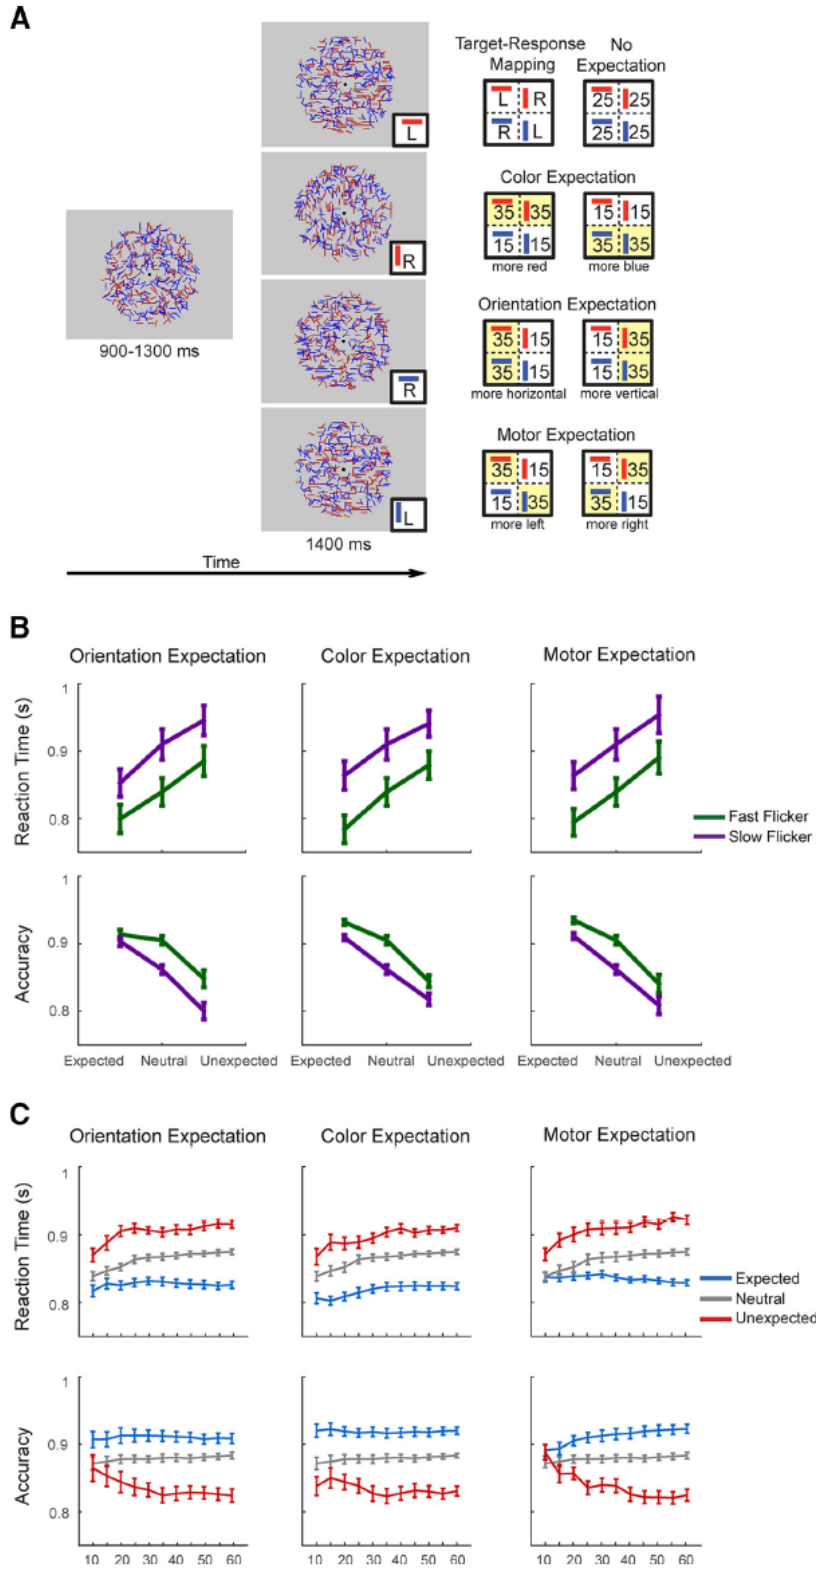 A
Target-Response
Mapping
No
Expectation
L R
R L
25 25
25 25
L
Color Expectation
35 35
15 15
15 15
35 35
more red
more blue
R
900-1300 ms
Orientation Expectation
35 15
35 15
15 35
15 35
more horizontal
more vertical
R
Motor Expectation
35 15
15 35
15 35
35 15
more left
more right
L
1400 ms
Time
B
Orientation Expectation
Color Expectation
Motor Expectation
Reaction Time (s)
1
0.9
0.8
Fast Flicker
Slow Flicker
Accuracy
1
0.9
0.8
Expected Neutral Unexpected
Expected Neutral Unexpected
Expected Neutral Unexpected
C
Orientation Expectation
Color Expectation
Motor Expectation
Reaction Time (s)
1
0.9
0.8
Expected
Neutral
Unexpected
Accuracy
1
0.9
0.8
10 20 30 40 50 60
10 20 30 40 50 60
10 20 30 40 50 60